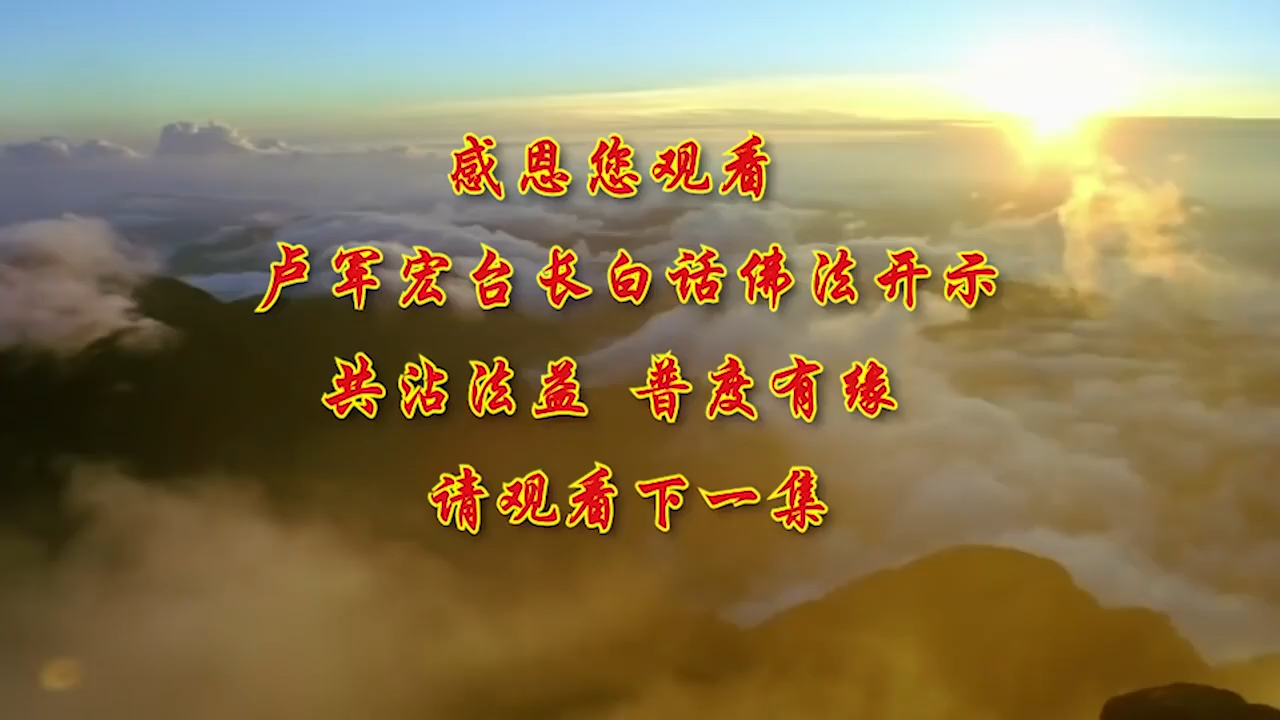 感恩您观看
卢军宏台长白话佛法开示
共沾法益 普度有缘
请观看下一集